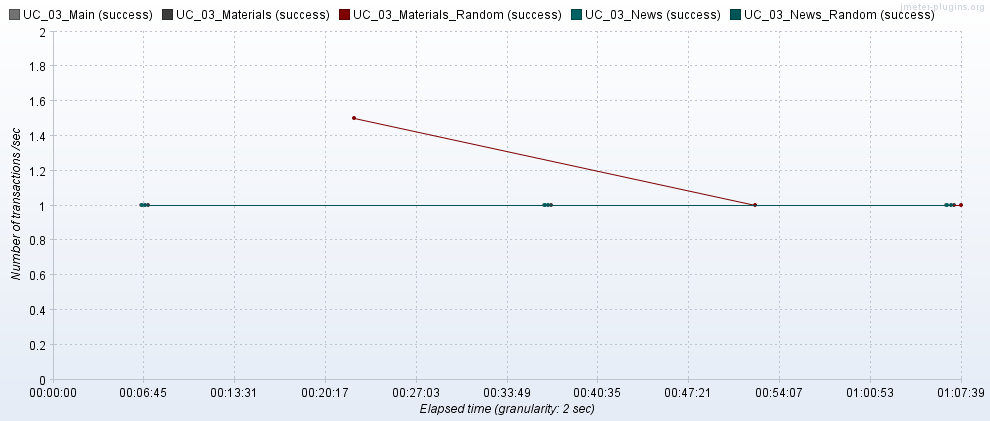 UC_03_Main (success) UC_03_Materials (success) UC_03_Materials_Random (success) UC_03_News (success) UC_03_News_Random (success)
jmeter-plugins.org
2
1.8
1.6
1.4
1.2
1
0.8
0.6
0.4
0.2
0
Number of transactions /sec
00:00:00 00:06:45 00:13:31 00:20:17 00:27:03 00:33:49 00:40:35 00:47:21 00:54:07 01:00:53 01:07:39
Elapsed time (granularity: 2 sec)